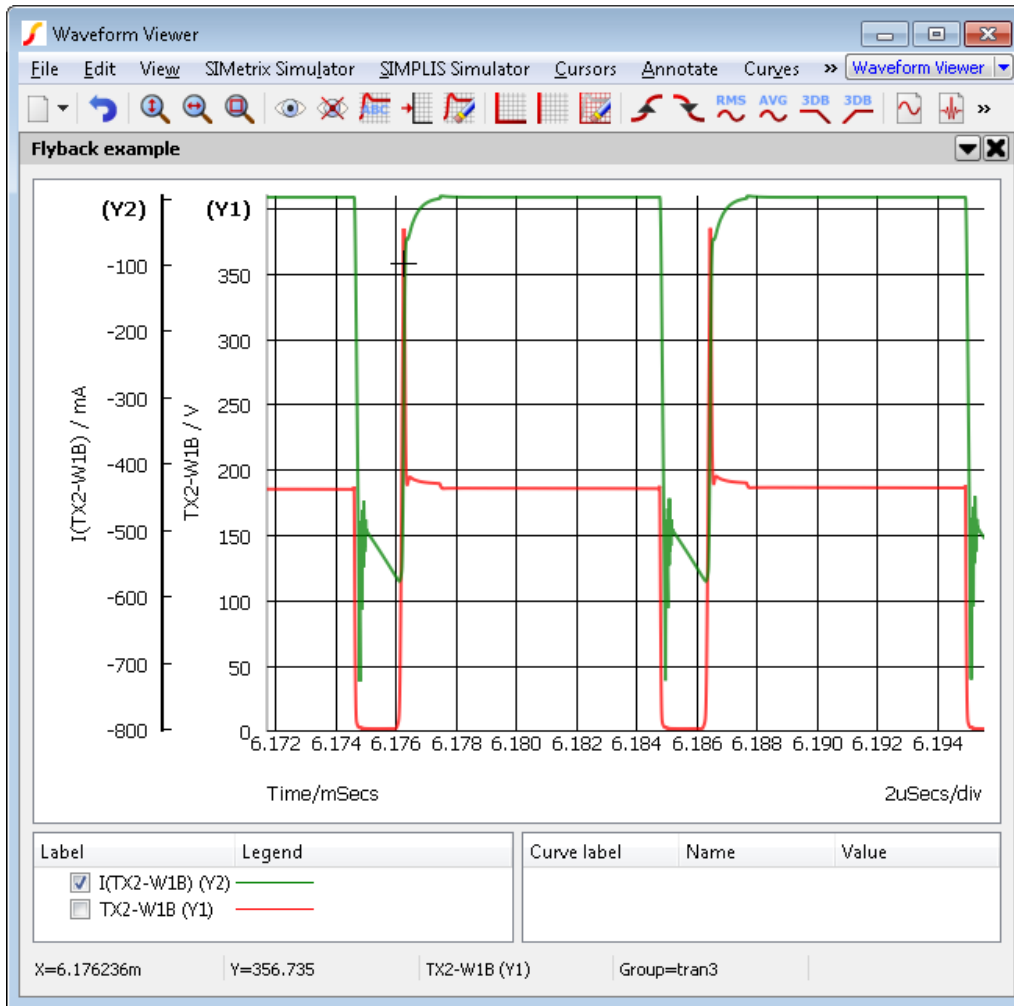 Waveform Viewer
File Edit View SIMetrix Simulator SIMPLIS Simulator Cursors Annotate Curves » Waveform Viewer
ABC RMS AVG 3DB 3DB »
Flyback example
(Y2) (Y1)
-100 350
-200 300
-300 250
-400 200
-500 150
-600 100
-700 50
-800 0
I(TX2-W1B) / mA
TX2-W1B / V
6.172 6.174 6.176 6.178 6.180 6.182 6.184 6.186 6.188 6.190 6.192 6.194
Time/mSecs 2uSecs/div
Label Legend Curve label Name Value
I(TX2-W1B) (Y2)
TX2-W1B (Y1)
X=6.176236m Y=356.735 TX2-W1B (Y1) Group=tran3